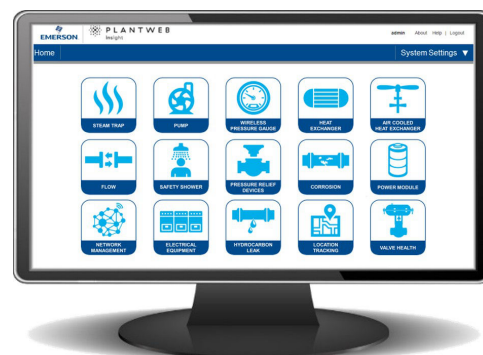 EMERSON
PLANTWEB
Insight
admin About Help | Logout
Home
System Settings
STEAM TRAP
PUMP
WIRELESS
PRESSURE GAUGE
HEAT
EXCHANGER
AIR COOLED
HEAT EXCHANGER
FLOW
SAFETY SHOWER
PRESSURE RELIEF
DEVICES
CORROSION
POWER MODULE
NETWORK
MANAGEMENT
ELECTRICAL
EQUIPMENT
HYDROCARBON
LEAK
LOCATION
TRACKING
VALVE HEALTH